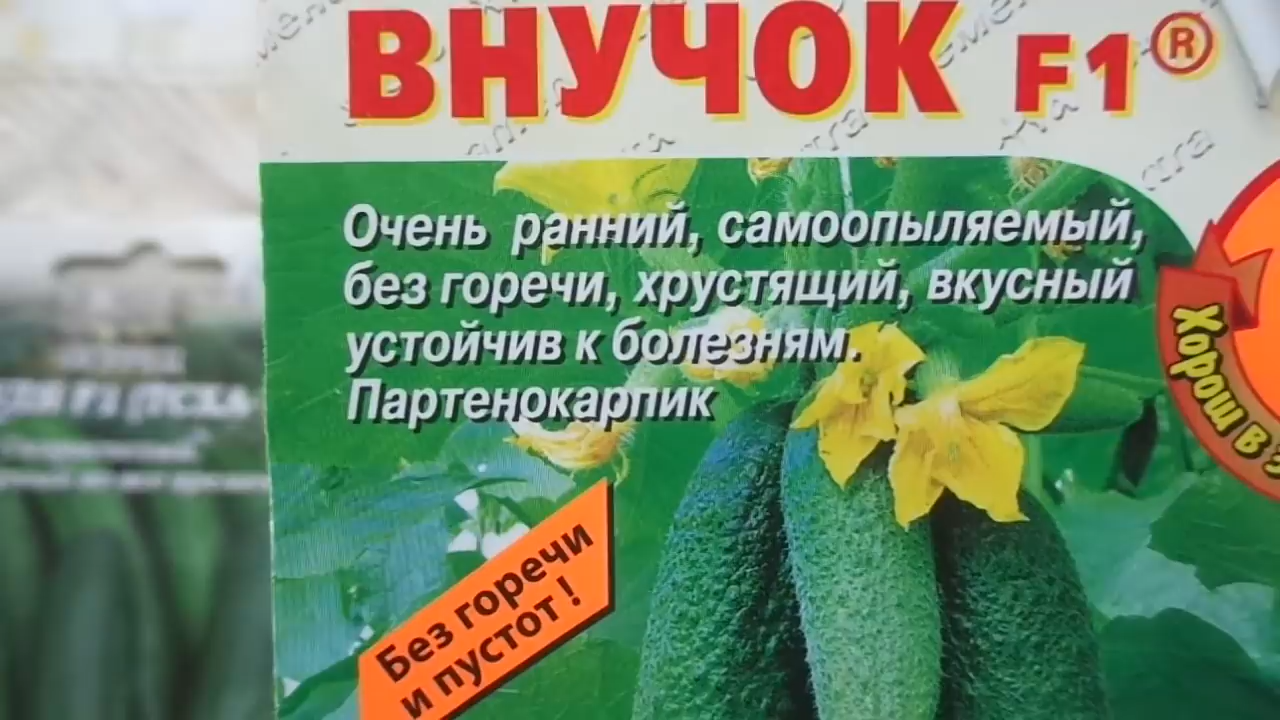 ВНУЧОК F1®
Очень ранний, самоопыляемый,
без горечи, хрустящий, вкусный
устойчив к болезням.
Партенокарпик
Хорош в
Без горечи
и пустот!